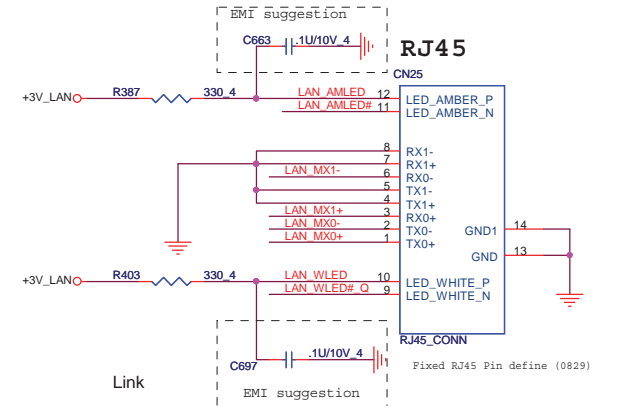 EMI suggestion
C663 .1U/10V_4
RJ45
CN25
+3V_LAN R387 330_4 LAN_AMLED 12 LED_AMBER_P
LAN_AMLED# 11 LED_AMBER_N
8 RX1-
7 RX1+
LAN_MX1- 6 RX0-
5 TX1-
4 TX1+
LAN_MX1+ 3 RX0+
LAN_MX0- 2 TX0-
LAN_MX0+ 1 TX0+
GND1 14
GND 13
+3V_LAN R403 330_4 LAN_WLED 10 LED_WHITE_P
LAN_WLED#_Q 9 LED_WHITE_N
RJ45_CONN
C697 .1U/10V_4
Fixed RJ45 Pin define (0829)
Link
EMI suggestion